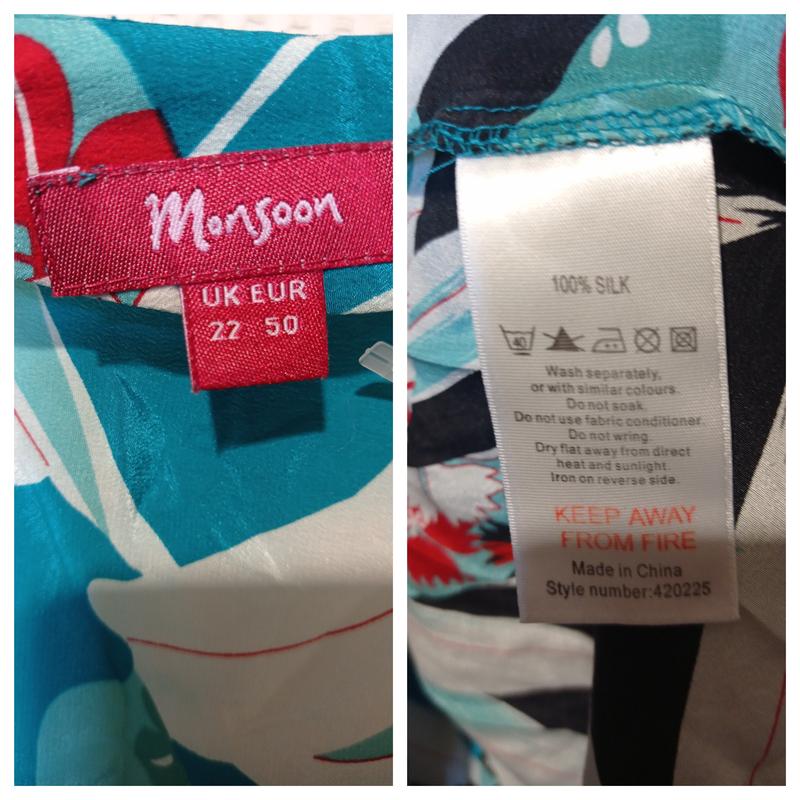 Monsoon
UK EUR
22 50
100% SILK
40
Wash separately,
or with similar colours.
Do not soak.
Do not use fabric conditioner.
Do not wring.
Dry flat away from direct
heat and sunlight.
Iron on reverse side.
KEEP AWAY
FROM FIRE
Made in China
Style number:420225